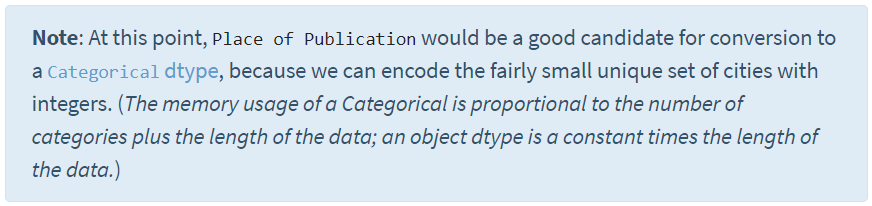 Note: At this point, Place of Publication would be a good candidate for conversion to
a Categorical dtype, because we can encode the fairly small unique set of cities with
integers. (The memory usage of a Categorical is proportional to the number of
categories plus the length of the data; an object dtype is a constant times the length of
the data.)